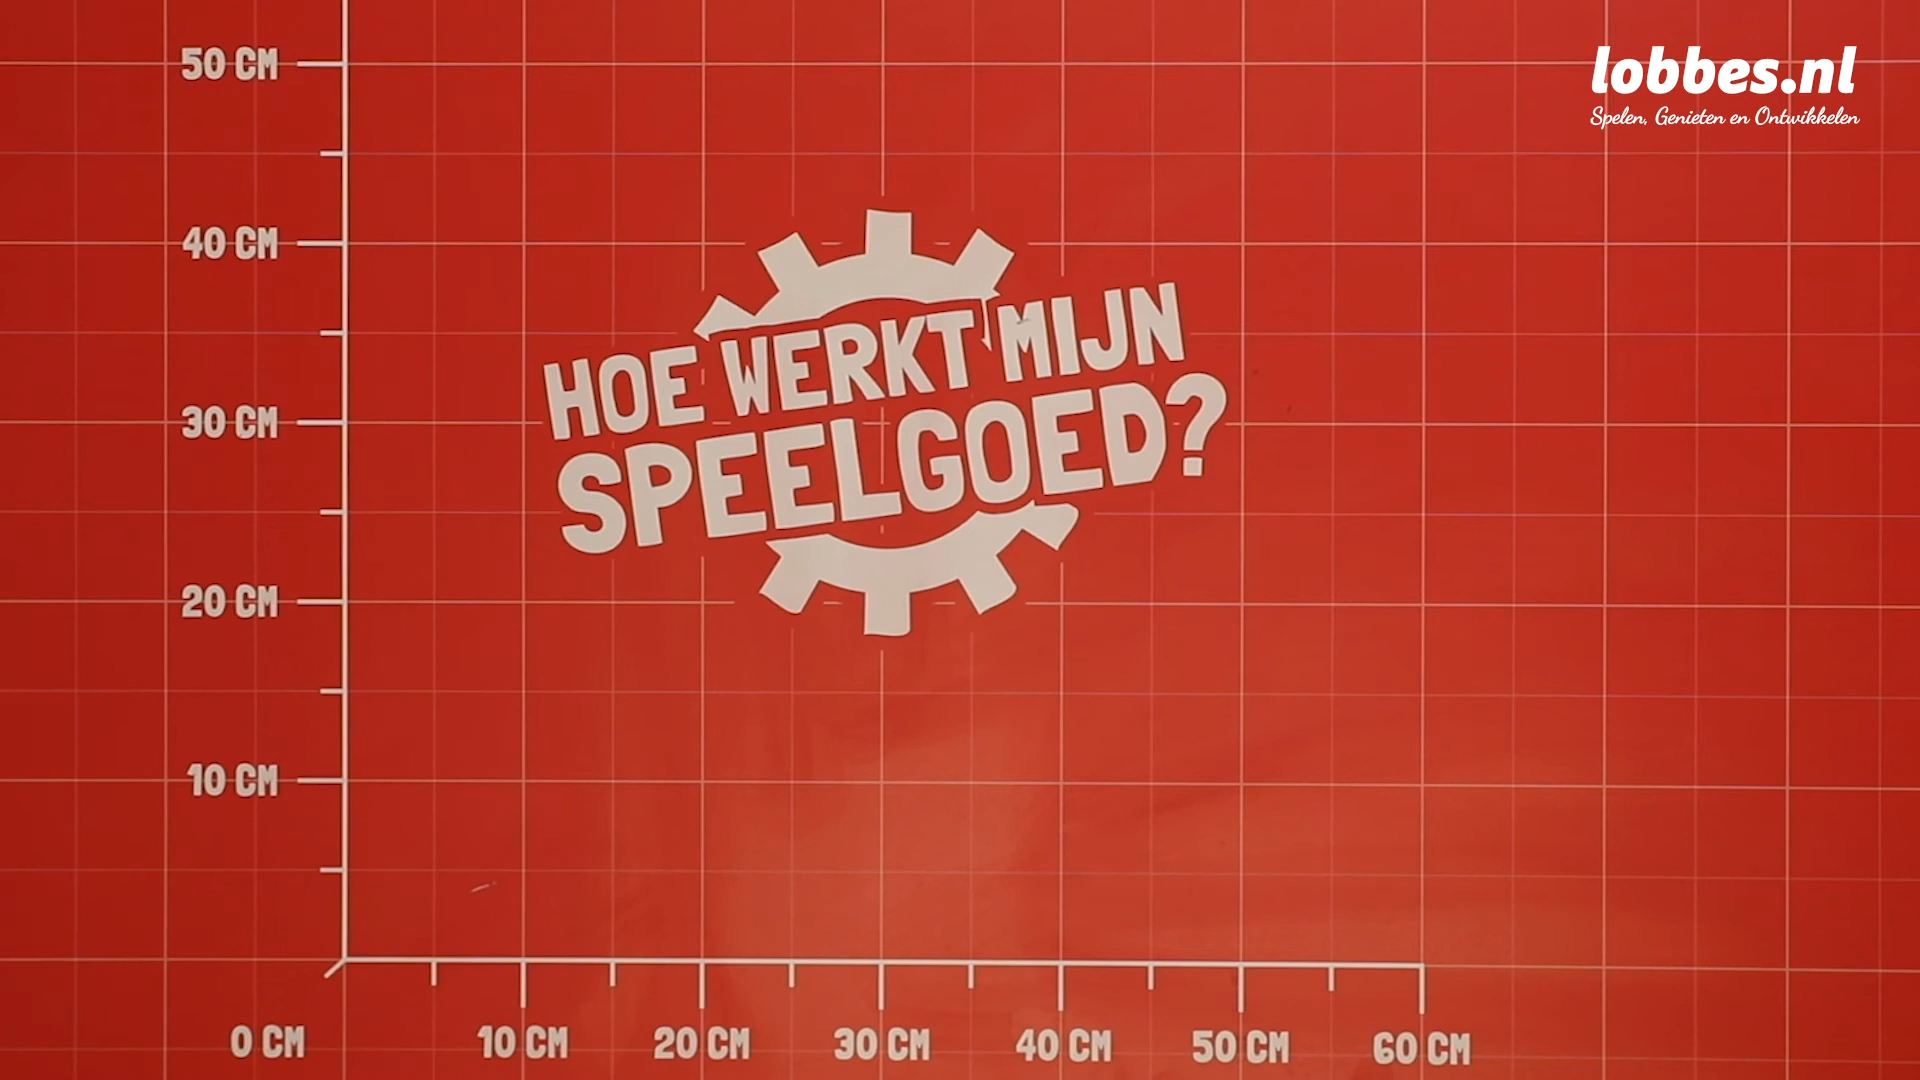 50 CM
lobbes.nl
Spelen, Genieten en Ontwikkelen
40 CM
HOE WERKT MIJN
SPEELGOED?
30 CM
20 CM
10 CM
0 CM 10 CM 20 CM 30 CM 40 CM 50 CM 60 CM